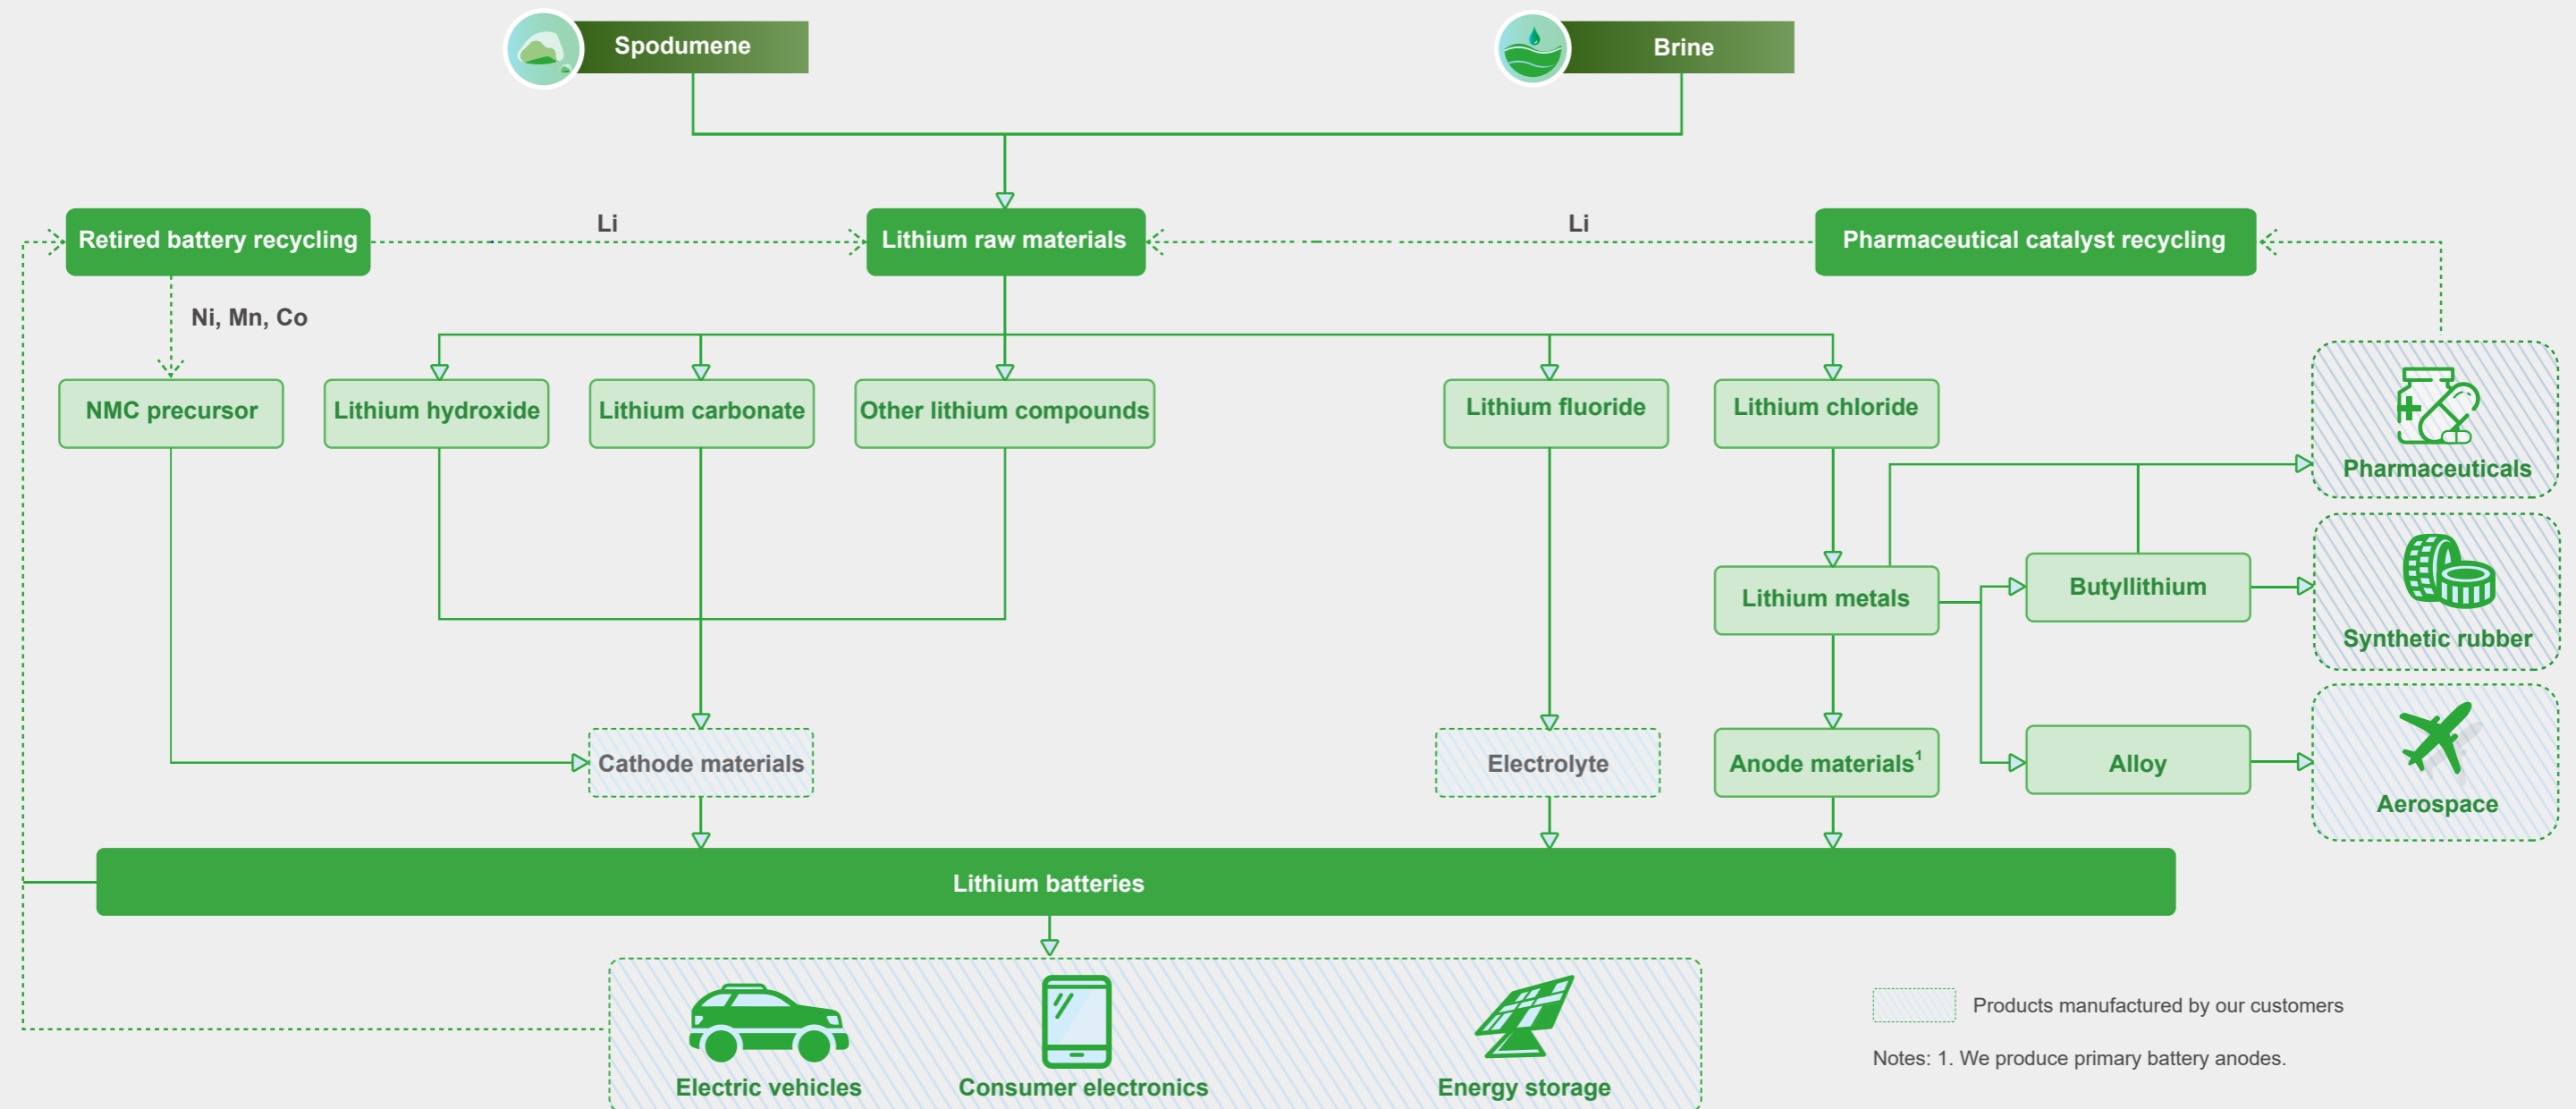 Spodumene
Brine
Retired battery recycling
Li
Lithium raw materials
Li
Pharmaceutical catalyst recycling
Ni, Mn, Co
NMC precursor
Lithium hydroxide
Lithium carbonate
Other lithium compounds
Lithium fluoride
Lithium chloride
Pharmaceuticals
Lithium metals
Butyllithium
Synthetic rubber
Cathode materials
Electrolyte
Anode materials¹
Alloy
Aerospace
Lithium batteries
Electric vehicles
Consumer electronics
Energy storage
Products manufactured by our customers
Notes: 1. We produce primary battery anodes.